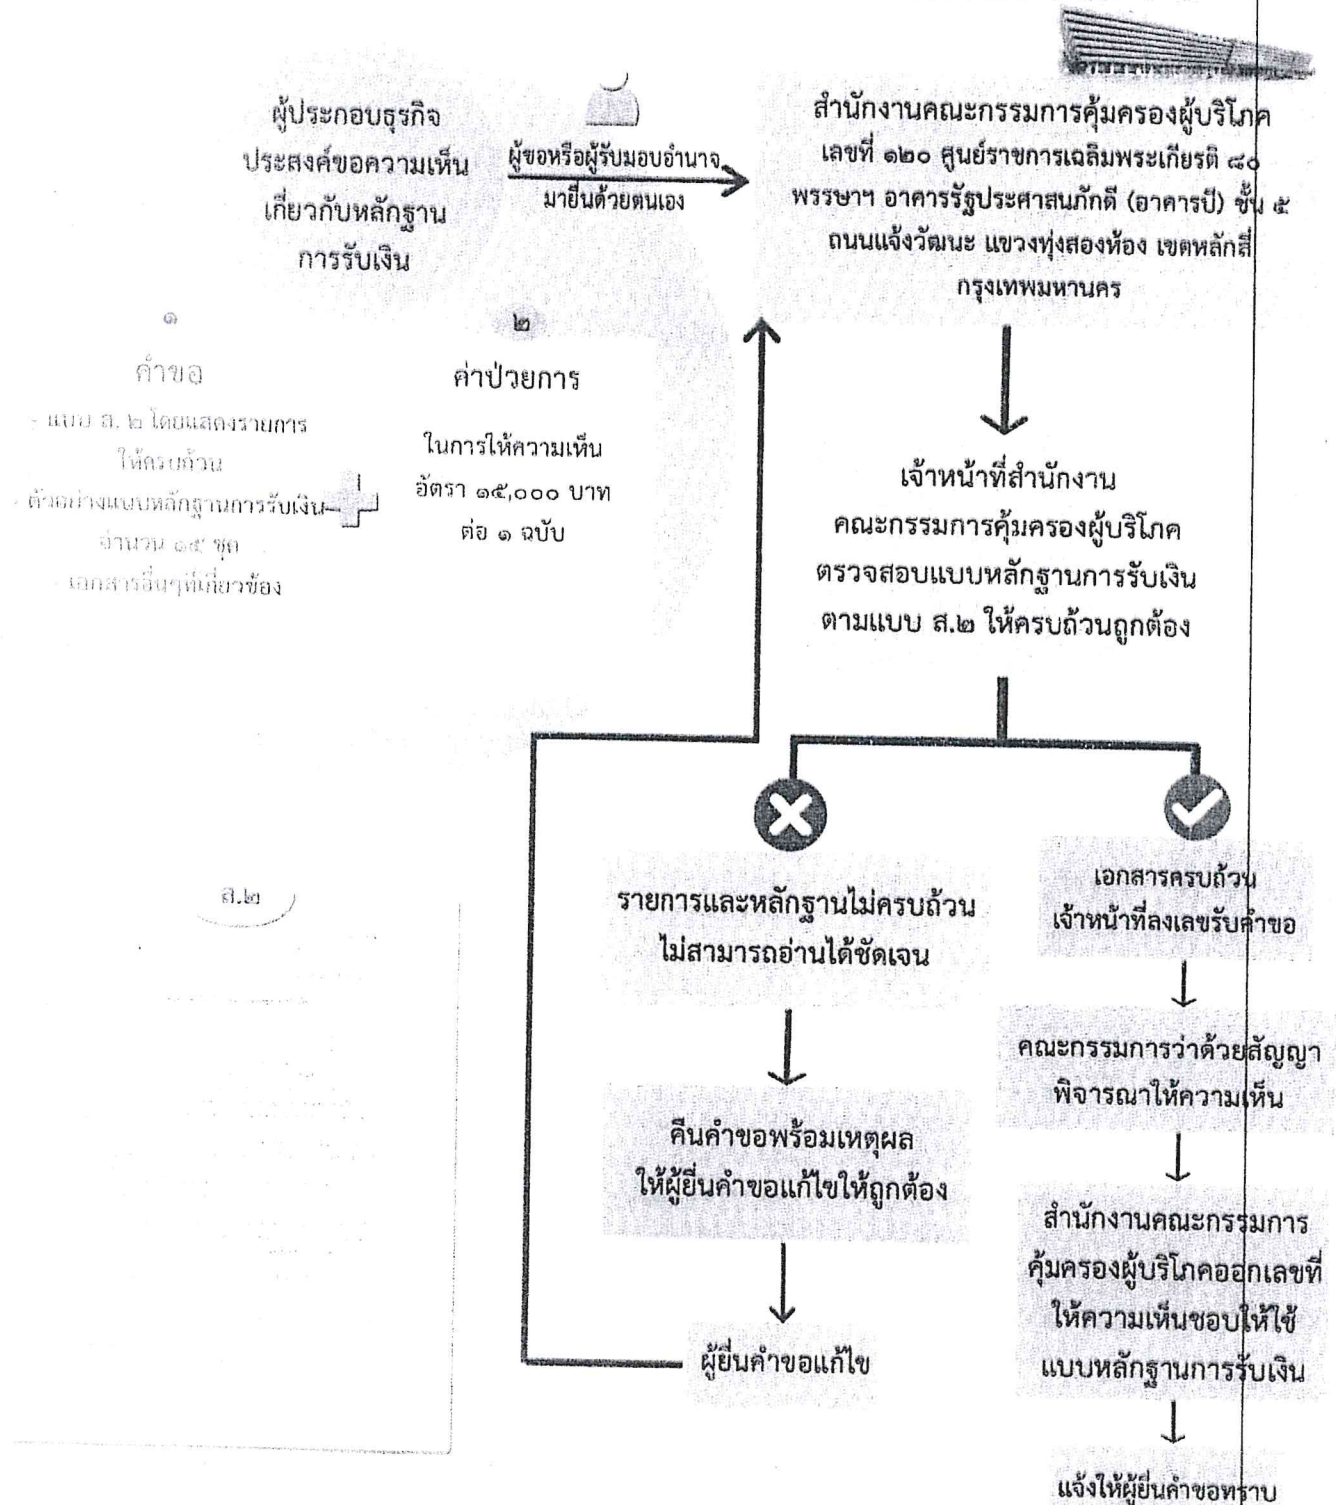 ผู้ประกอบธุรกิจ
ประสงค์ขอความเห็น
เกี่ยวกับหลักฐาน
การรับเงิน
ผู้ขอหรือผู้รับมอบอำนาจ
มายื่นด้วยตนเอง
สำนักงานคณะกรรมการคุ้มครองผู้บริโภค
เลขที่ ๑๒๐ ศูนย์ราชการเฉลิมพระเกียรติ ๘๐
พรรษาฯ อาคารรัฐประศาสนภักดี (อาคารบี) ชั้น ๕
ถนนแจ้งวัฒนะ แขวงทุ่งสองห้อง เขตหลักสี่
กรุงเทพมหานคร
๑
คำขอ
- แบบ ส. ๒ โดยแสดงรายการ
ให้ครบถ้วน
- ตัวอย่างแบบหลักฐานการรับเงิน
จำนวน ๑๕ ชุด
- เอกสารอื่นๆที่เกี่ยวข้อง
๒
ค่าป่วยการ
ในการให้ความเห็น
อัตรา ๑๕,๐๐๐ บาท
ต่อ ๑ ฉบับ
เจ้าหน้าที่สำนักงาน
คณะกรรมการคุ้มครองผู้บริโภค
ตรวจสอบแบบหลักฐานการรับเงิน
ตามแบบ ส.๒ ให้ครบถ้วนถูกต้อง
รายการและหลักฐานไม่ครบถ้วน
ไม่สามารถอ่านได้ชัดเจน
คืนคำขอพร้อมเหตุผล
ให้ผู้ยื่นคำขอแก้ไขให้ถูกต้อง
ผู้ยื่นคำขอแก้ไข
เอกสารครบถ้วน
เจ้าหน้าที่ลงเลขรับคำขอ
คณะกรรมการว่าด้วยสัญญา
พิจารณาให้ความเห็น
สำนักงานคณะกรรมการ
คุ้มครองผู้บริโภคออกเลขที่
ให้ความเห็นชอบให้ใช้
แบบหลักฐานการรับเงิน
แจ้งให้ผู้ยื่นคำขอทราบ
ส.๒